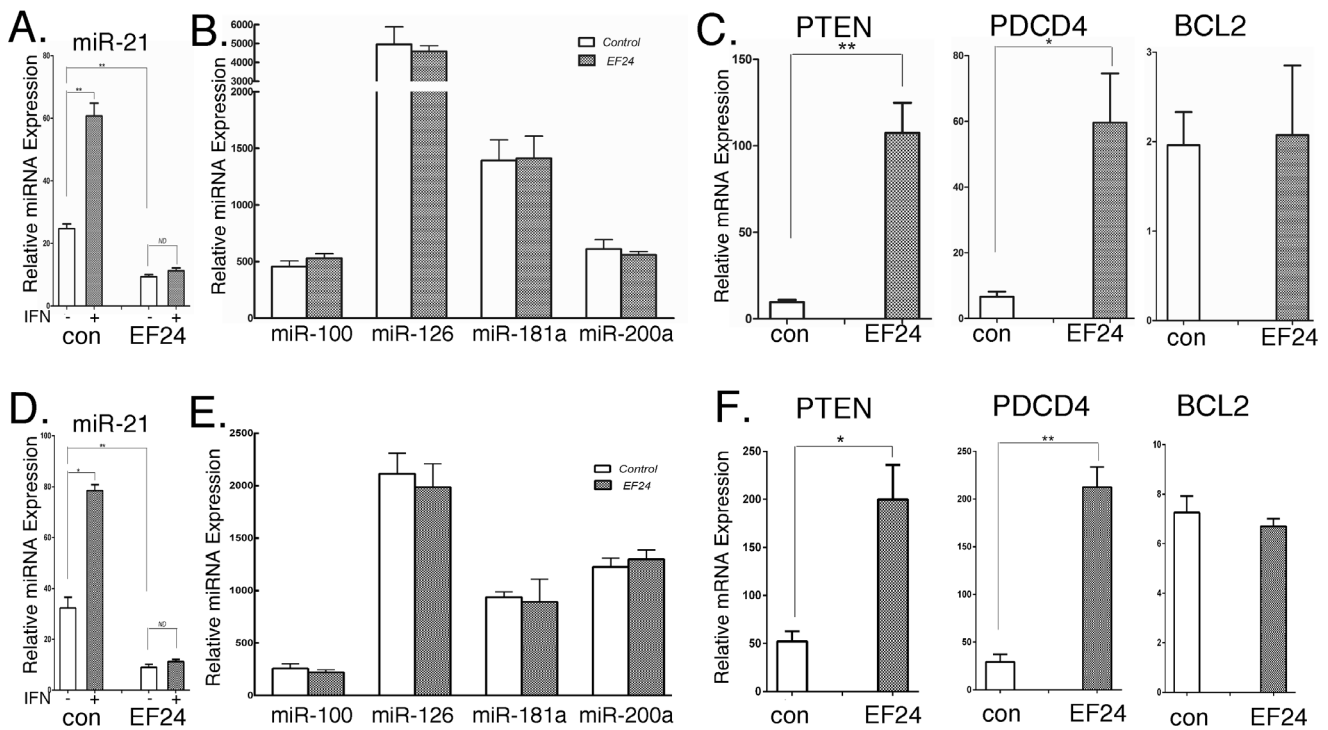 A.
miR-21
Relative miRNA Expression
80
60
40
20
0
**
**
ND
IFN - + - +
con EF24
B.
Relative miRNA Expression
6000
5000
4000
3000
2000
1500
1000
500
0
Control
EF24
miR-100 miR-126 miR-181a miR-200a
C.
PTEN
Relative mRNA Expression
150
100
50
0
**
con EF24
PDCD4
80
60
40
20
0
*
con EF24
BCL2
3
2
1
0
con EF24
D.
miR-21
Relative miRNA Expression
100
80
60
40
20
0
**
*
ND
IFN - + - +
con EF24
E.
Relative miRNA Expression
2500
2000
1500
1000
500
0
Control
EF24
miR-100 miR-126 miR-181a miR-200a
F.
PTEN
Relative mRNA Expression
250
200
150
100
50
0
*
con EF24
PDCD4
250
200
150
100
50
0
**
con EF24
BCL2
10
8
6
4
2
0
con EF24